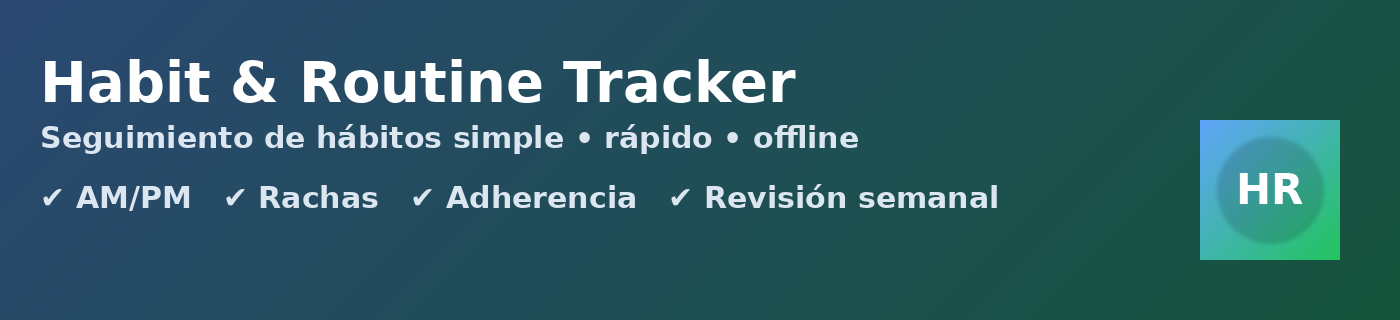 Habit & Routine Tracker
Seguimiento de hábitos simple • rápido • offline
✔ AM/PM ✔ Rachas ✔ Adherencia ✔ Revisión semanal
HR